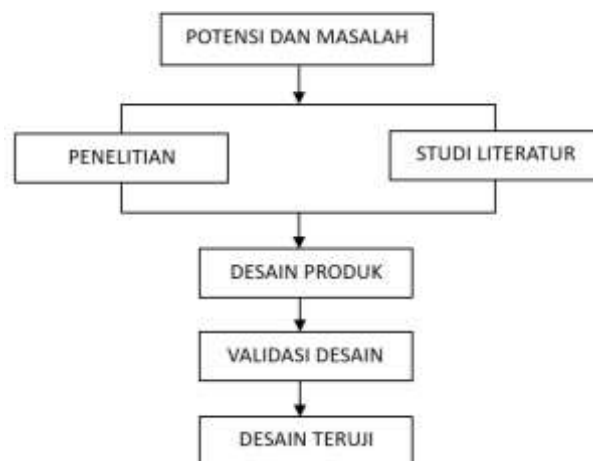 POTENSI DAN MASALAH
PENELITIAN
STUDI LITERATUR
DESAIN PRODUK
VALIDASI DESAIN
DESAIN TERUJI